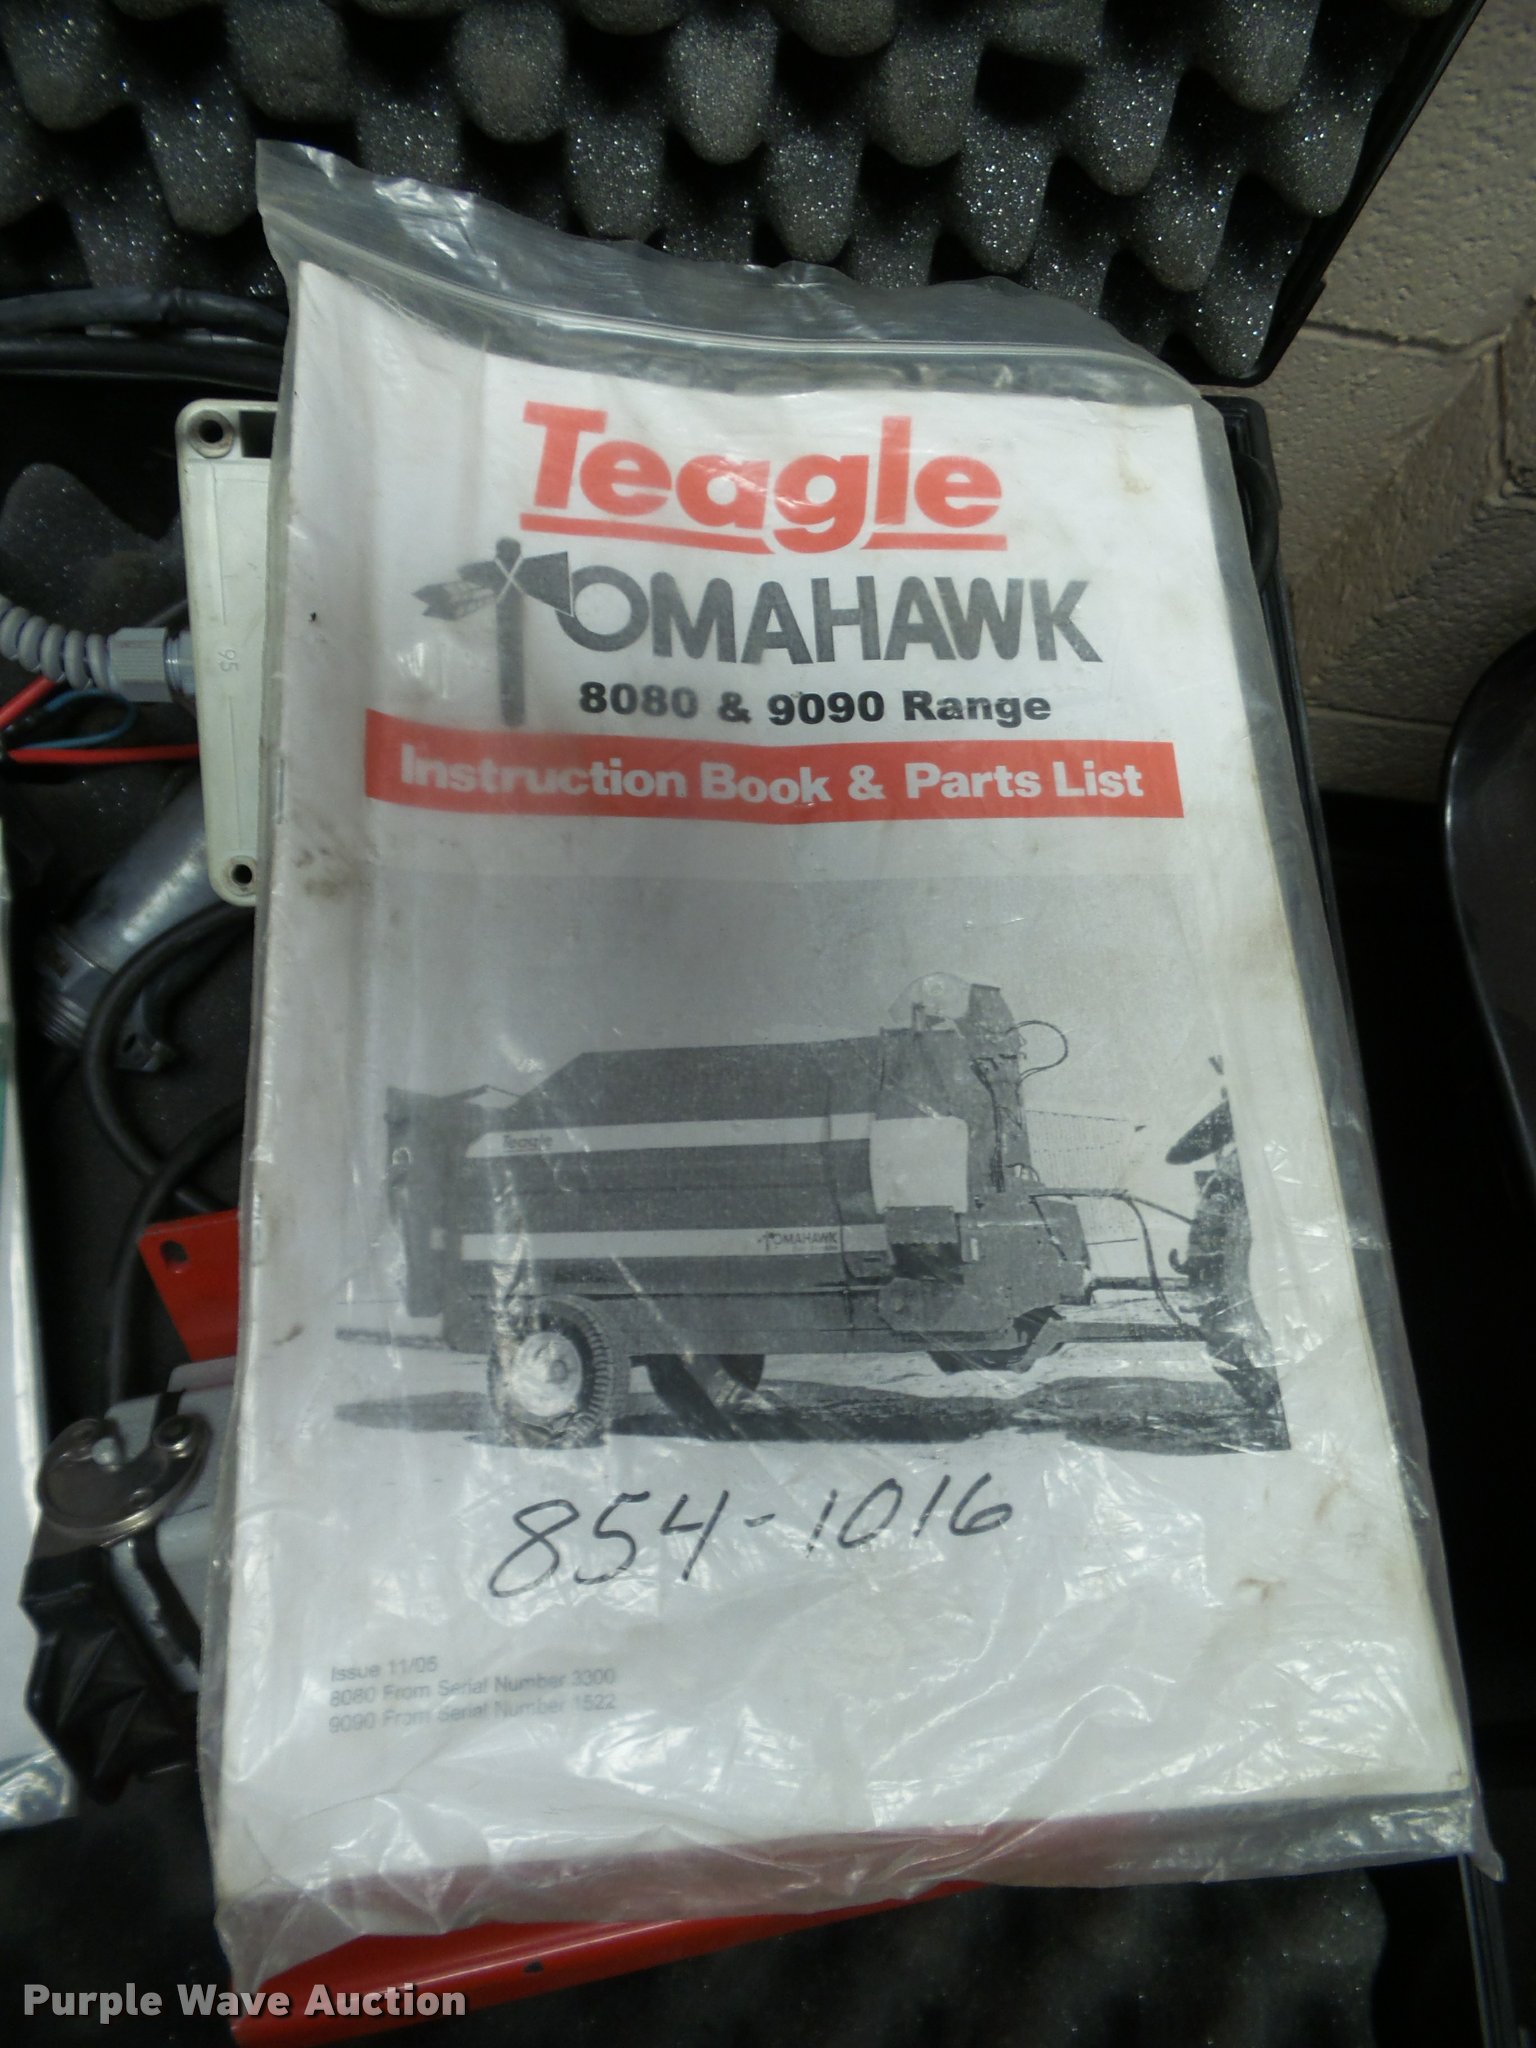 Teagle
TOMAHAWK
8080 & 9090 Range
Instruction Book & Parts List
95
Teagle
TOMAHAWK
854-1016
Issue 11/05
8080 From Serial Number 3300
9090 From Serial Number 1522
Purple Wave Auction